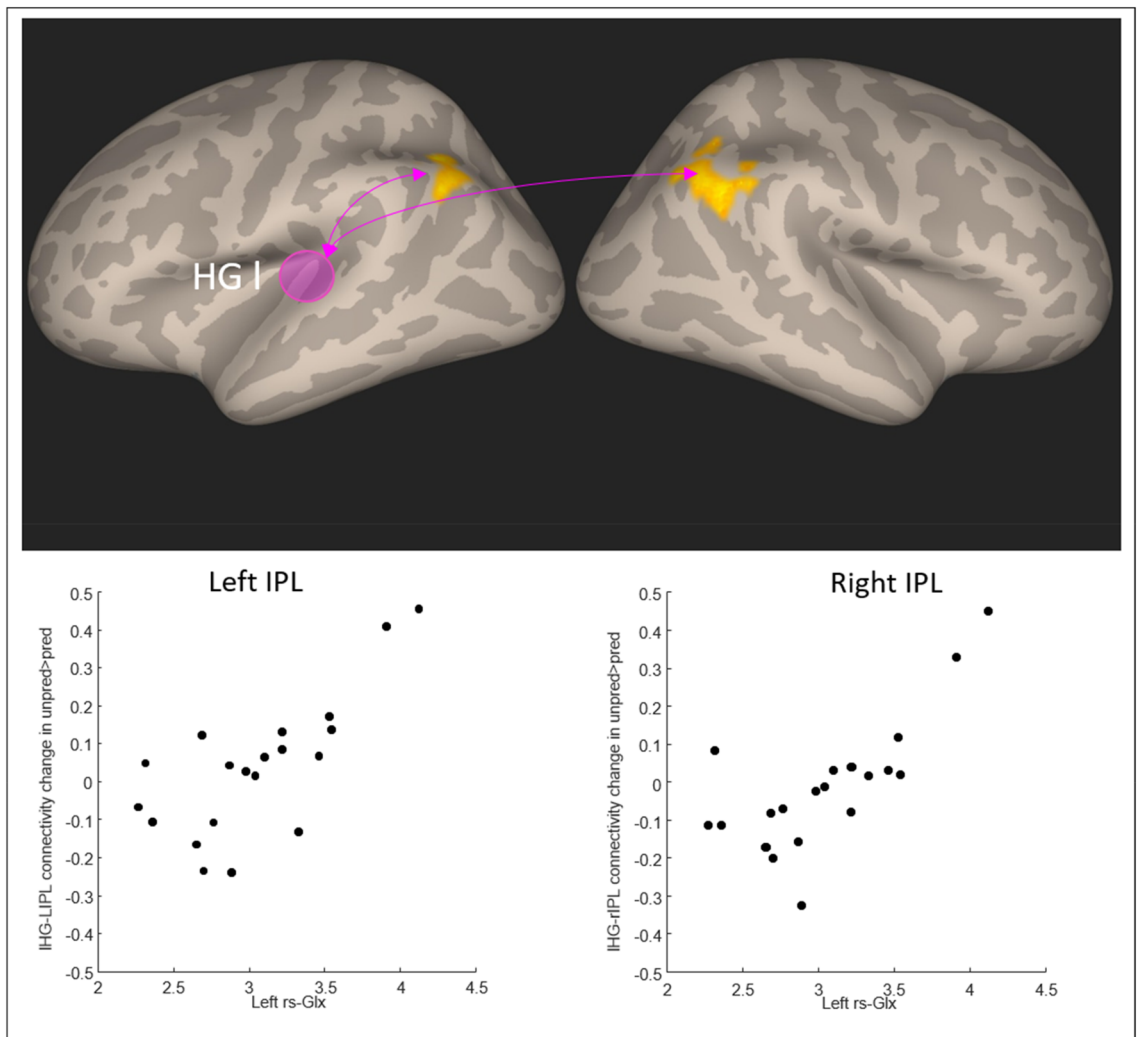 HG l
Left IPL
lHG-LIPL connectivity change in unpred>pred
0.5
0.4
0.3
0.2
0.1
0
-0.1
-0.2
-0.3
-0.4
-0.5
2 2.5 3 3.5 4 4.5
Left rs-Glx
Right IPL
lHG-rIPL connectivity change in unpred>pred
0.5
0.4
0.3
0.2
0.1
0
-0.1
-0.2
-0.3
-0.4
-0.5
2 2.5 3 3.5 4 4.5
Left rs-Glx